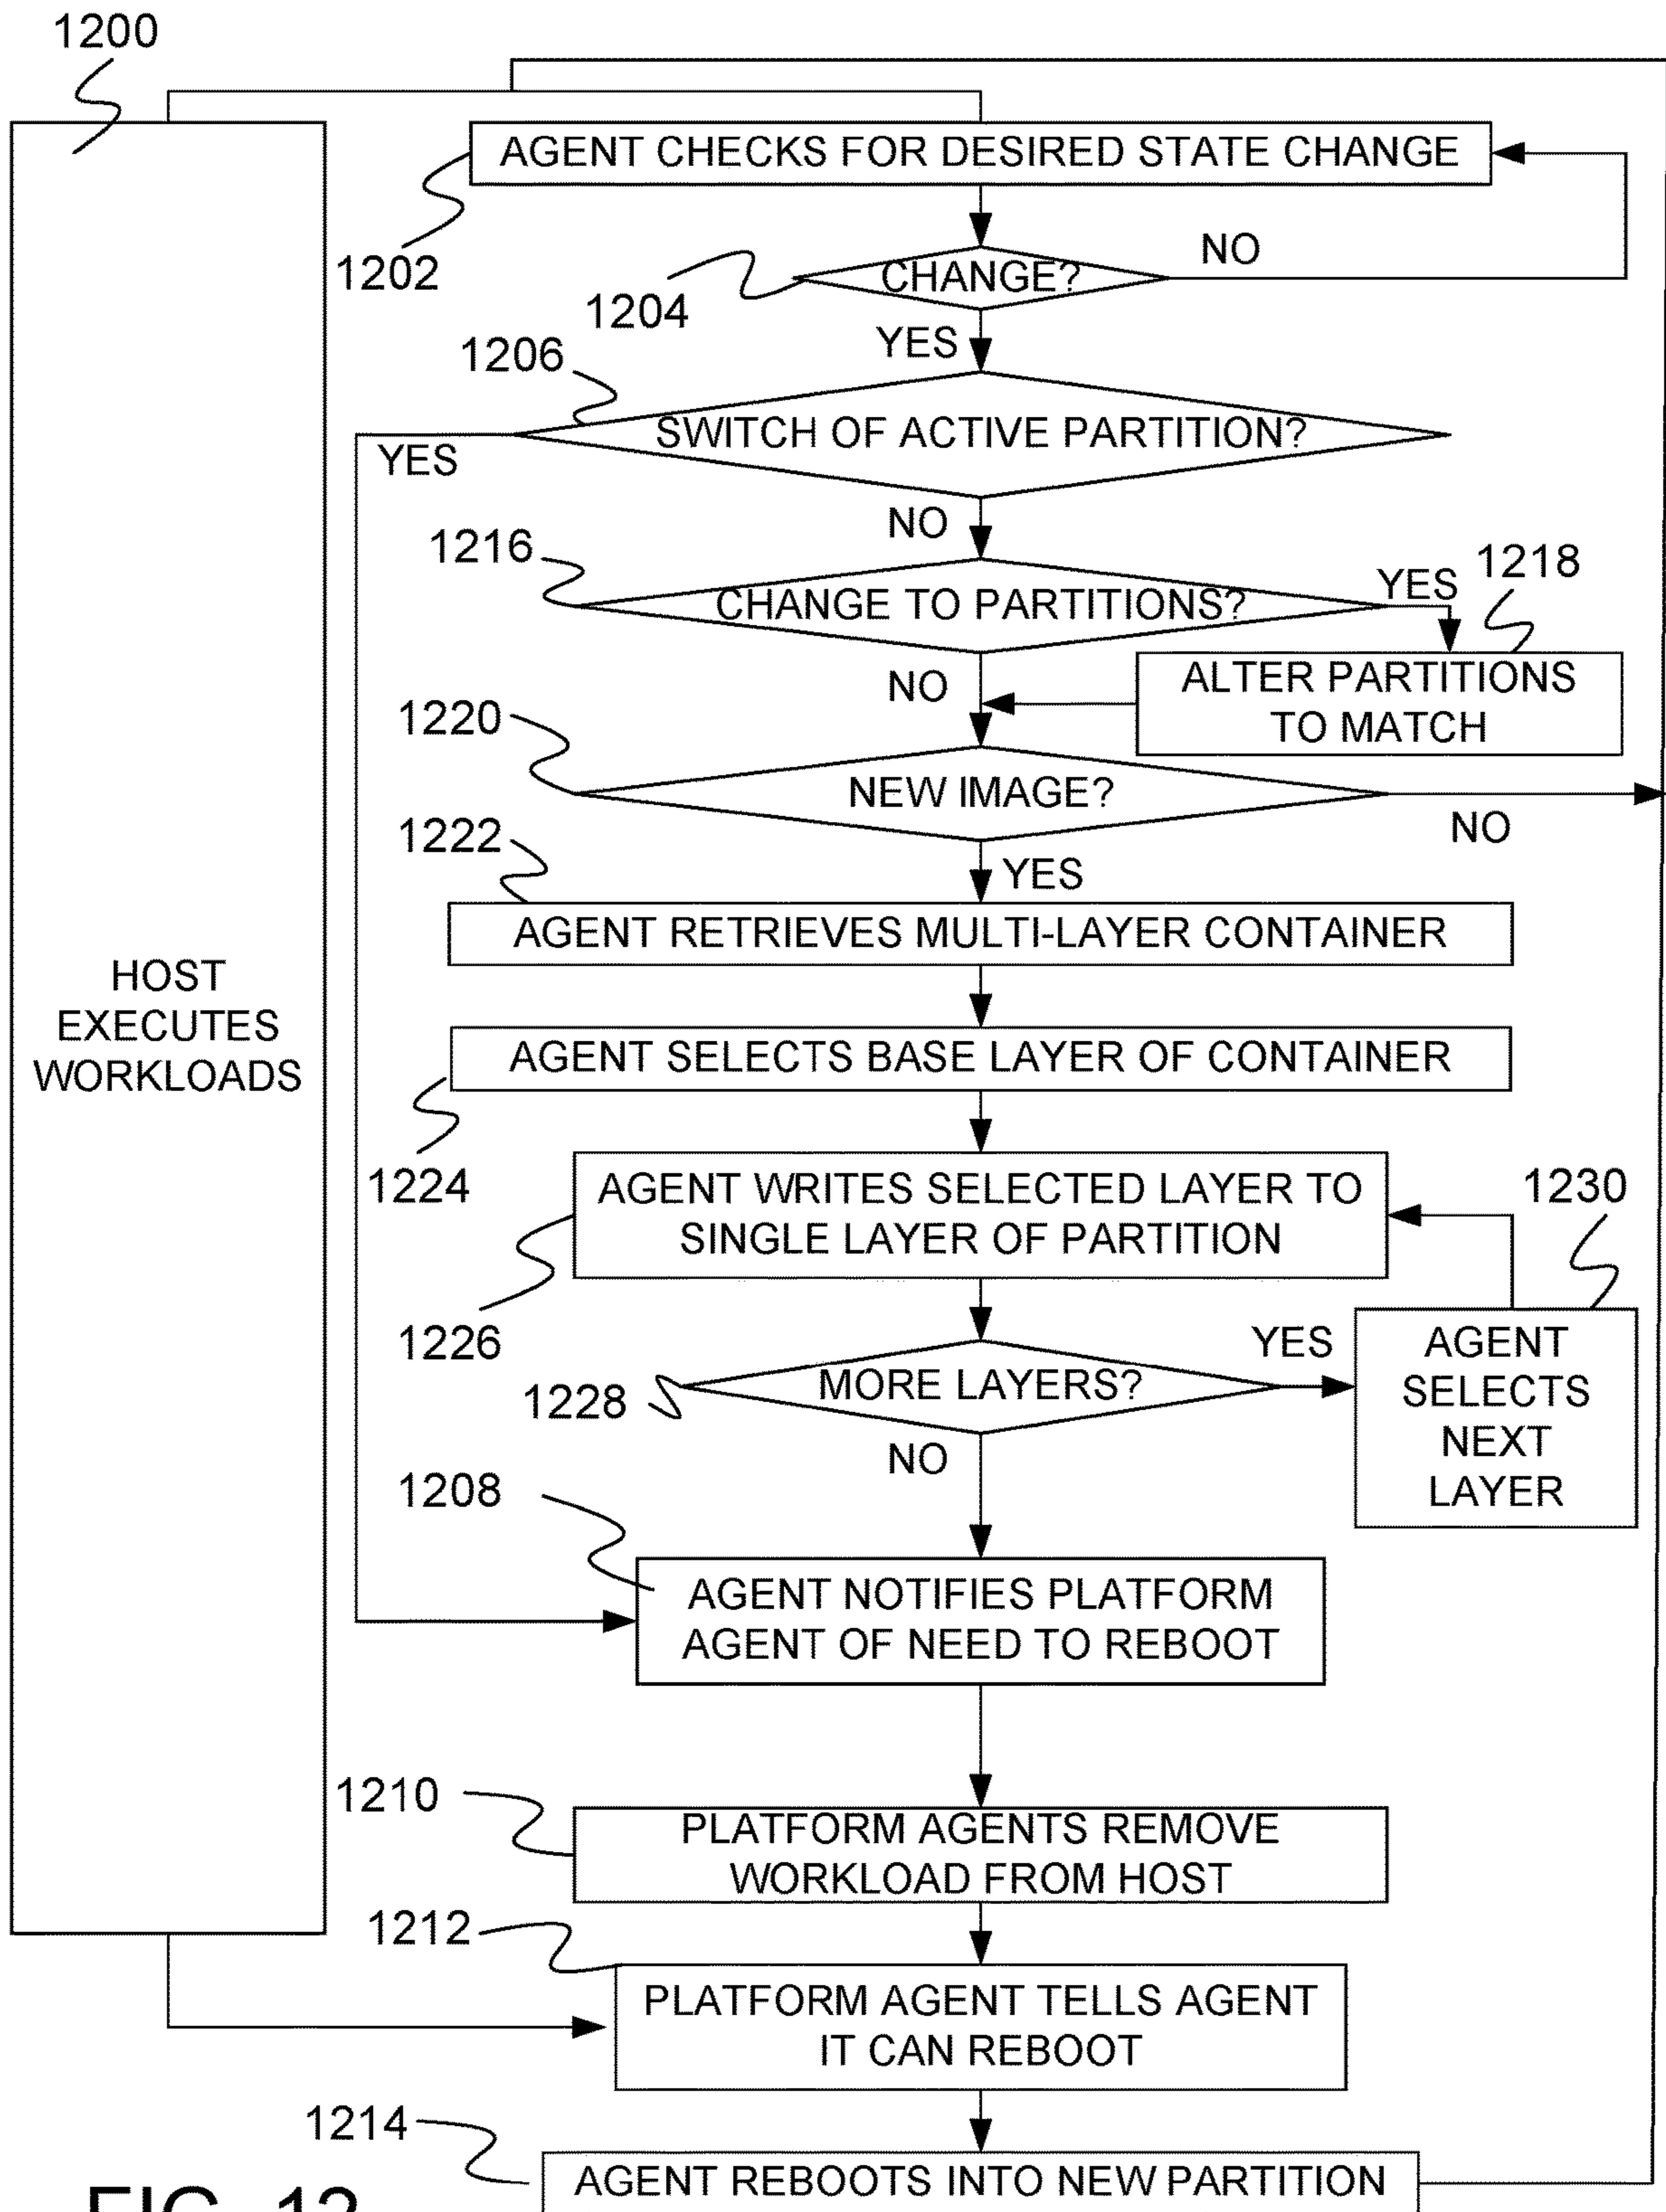 1200
AGENT CHECKS FOR DESIRED STATE CHANGE
1202
CHANGE?
NO
1204
YES
1206
SWITCH OF ACTIVE PARTITION?
YES
NO
1216
CHANGE TO PARTITIONS?
YES
1218
NO
ALTER PARTITIONS
TO MATCH
1220
NEW IMAGE?
NO
1222
YES
AGENT RETRIEVES MULTI-LAYER CONTAINER
HOST
EXECUTES
WORKLOADS
AGENT SELECTS BASE LAYER OF CONTAINER
1224
AGENT WRITES SELECTED LAYER TO
SINGLE LAYER OF PARTITION
1230
1226
MORE LAYERS?
YES
1228
AGENT
SELECTS
NEXT
LAYER
NO
1208
AGENT NOTIFIES PLATFORM
AGENT OF NEED TO REBOOT
1210
PLATFORM AGENTS REMOVE
WORKLOAD FROM HOST
1212
PLATFORM AGENT TELLS AGENT
IT CAN REBOOT
1214
AGENT REBOOTS INTO NEW PARTITION
FIG. 12